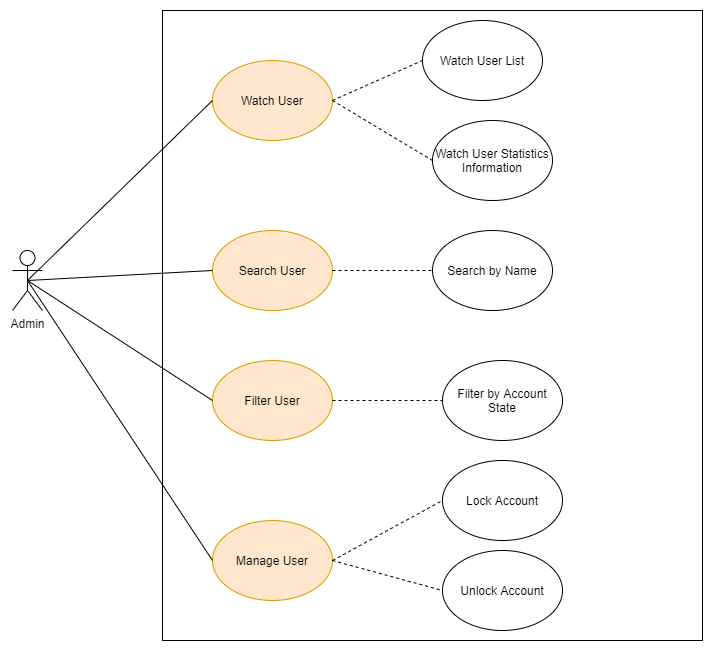 Watch User
Watch User List
Watch User Statistics
Information
Admin
Search User
Search by Name
Filter User
Filter by Account
State
Manage User
Lock Account
Unlock Account